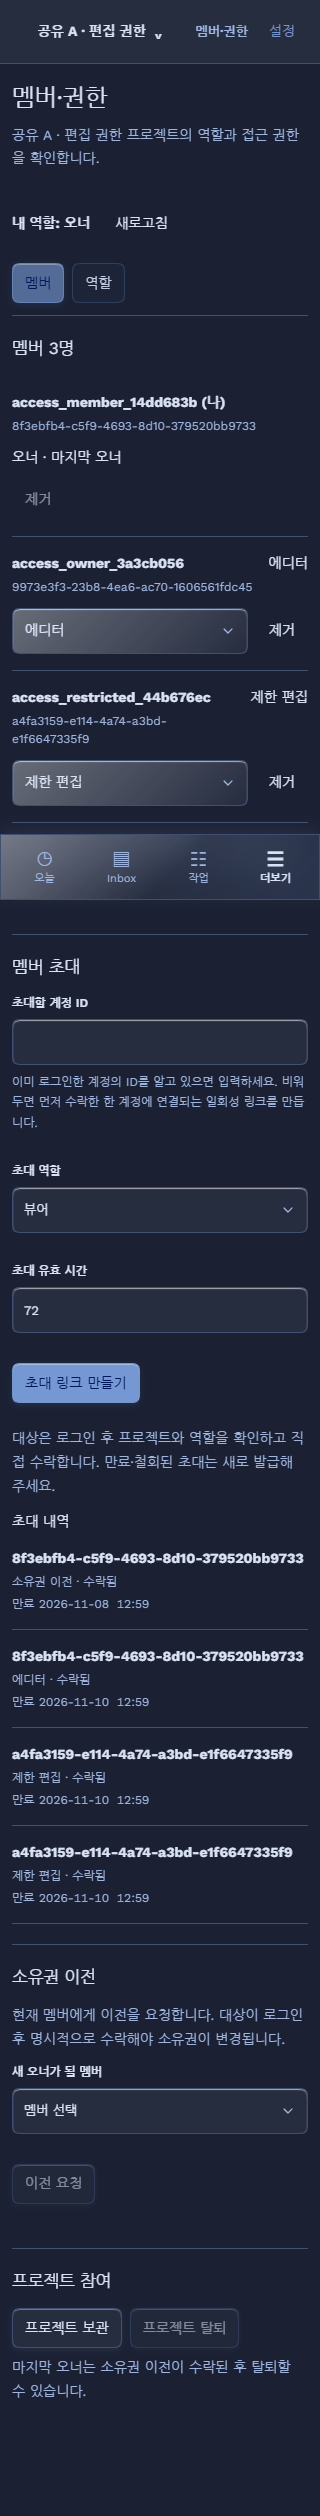 공유 A · 편집 권한
멤버·권한
설정
멤버·권한
공유 A · 편집 권한 프로젝트의 역할과 접근 권한
을 확인합니다.
내 역할: 오너
새로고침
멤버
역할
멤버 3명
access_member_14dd683b (나)
8f3ebfb4-c5f9-4693-8d10-379520bb9733
오너 · 마지막 오너
제거
access_owner_3a3cb056
에디터
9973e3f3-23b8-4ea6-ac70-1606561fdc45
에디터
제거
access_restricted_44b676ec
제한 편집
a4fa3159-e114-4a74-a3bd-
e1f6647335f9
제한 편집
제거
오늘
Inbox
작업
더보기
멤버 초대
초대할 계정 ID
이미 로그인한 계정의 ID를 알고 있으면 입력하세요. 비워
두면 먼저 수락한 한 계정에 연결되는 일회성 링크를 만듭
니다.
초대 역할
뷰어
초대 유효 시간
72
초대 링크 만들기
대상은 로그인 후 프로젝트와 역할을 확인하고 직
접 수락합니다. 만료·철회된 초대는 새로 발급해
주세요.
초대 내역
8f3ebfb4-c5f9-4693-8d10-379520bb9733
소유권 이전 · 수락됨
만료 2026-11-08 12:59
8f3ebfb4-c5f9-4693-8d10-379520bb9733
에디터 · 수락됨
만료 2026-11-10 12:59
a4fa3159-e114-4a74-a3bd-e1f6647335f9
제한 편집 · 수락됨
만료 2026-11-10 12:59
a4fa3159-e114-4a74-a3bd-e1f6647335f9
제한 편집 · 수락됨
만료 2026-11-10 12:59
소유권 이전
현재 멤버에게 이전을 요청합니다. 대상이 로그인
후 명시적으로 수락해야 소유권이 변경됩니다.
새 오너가 될 멤버
멤버 선택
이전 요청
프로젝트 참여
프로젝트 보관
프로젝트 탈퇴
마지막 오너는 소유권 이전이 수락된 후 탈퇴할
수 있습니다.